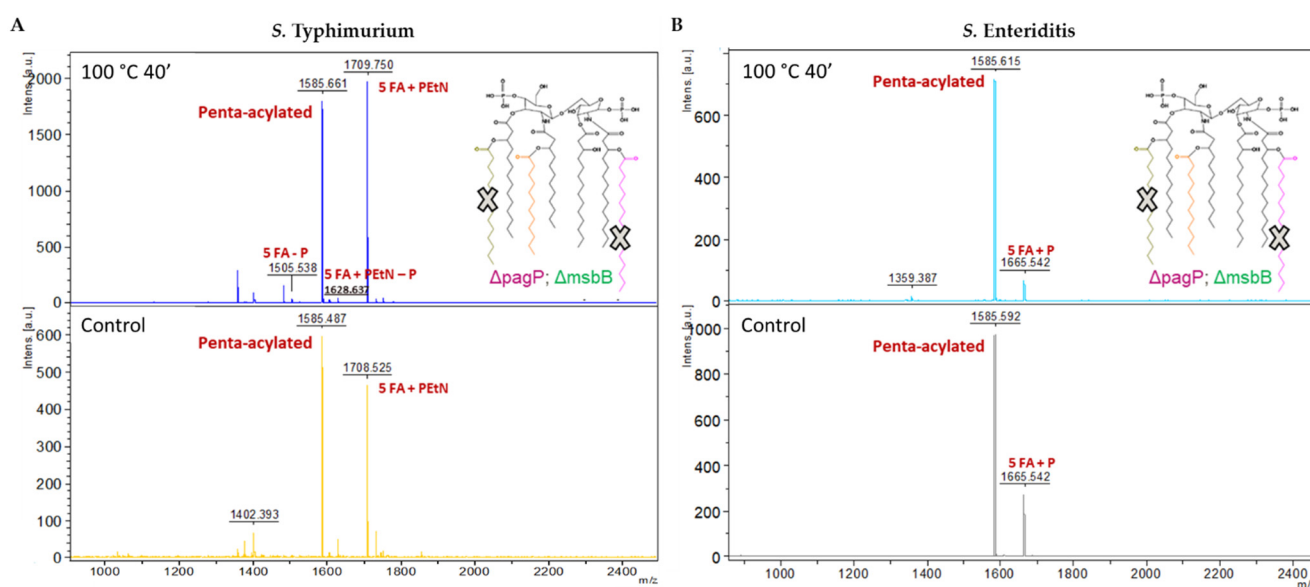 A
S. Typhimurium
100 °C 40’
Intens. [a.u.]
2000
1500
1000
500
0
1585.661
1709.750
Penta-acylated
5 FA + PEtN
5 FA - P
1505.538
5 FA + PEtN – P
1628.637
ΔpagP; ΔmsbB
Control
Intens. [a.u.]
600
500
400
300
200
100
0
1585.487
Penta-acylated
1708.525
5 FA + PEtN
1402.393
1000 1200 1400 1600 1800 2000 2200 2400
m/z
B
S. Enteriditis
100 °C 40’
Intens. [a.u.]
600
400
200
0
1585.615
Penta-acylated
5 FA + P
1665.542
1359.387
ΔpagP; ΔmsbB
Control
Intens. [a.u.]
1000
800
600
400
200
0
1585.592
Penta-acylated
5 FA + P
1665.542
1000 1200 1400 1600 1800 2000 2200 2400
m/z